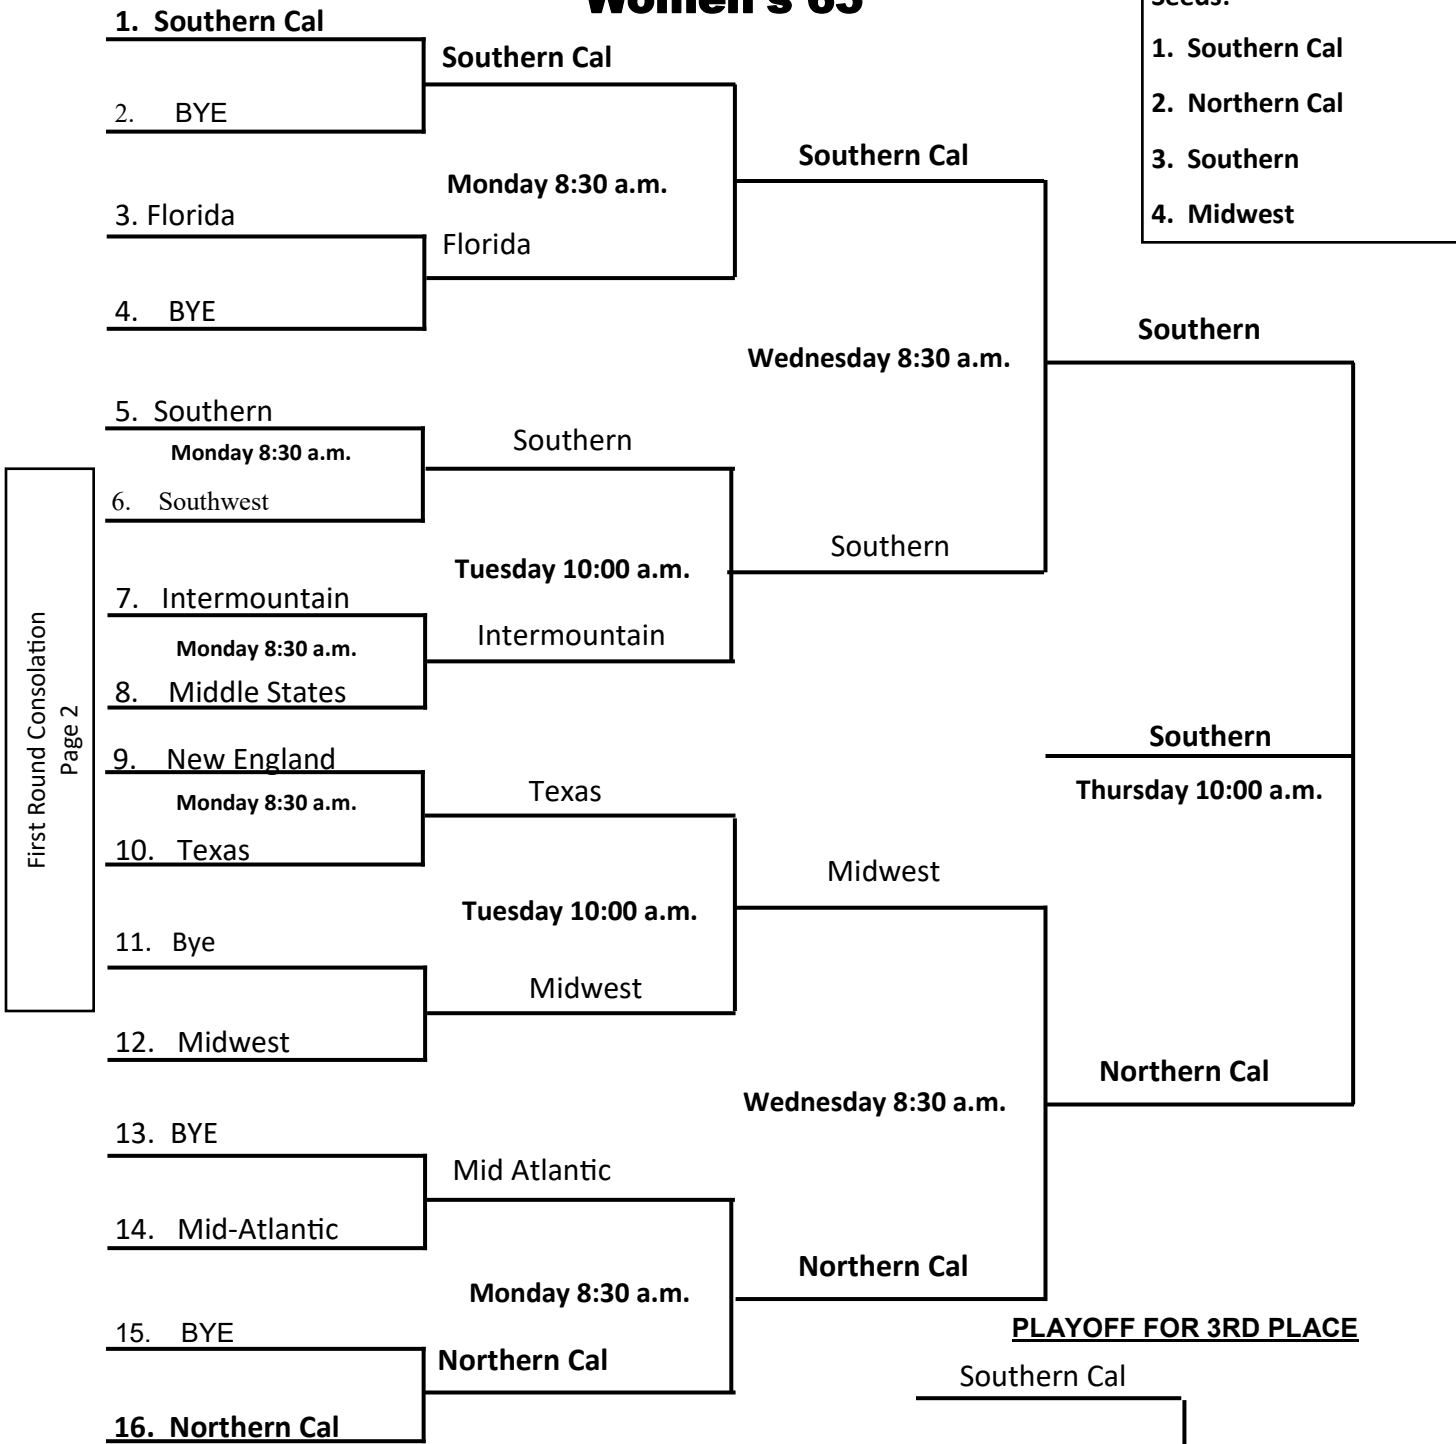 Women's 65
Seeds:
1. Southern Cal
2. Northern Cal
3. Southern
4. Midwest
1. Southern Cal
2. BYE
3. Florida
4. BYE
5. Southern
Monday 8:30 a.m.
6. Southwest
7. Intermountain
Monday 8:30 a.m.
8. Middle States
9. New England
Monday 8:30 a.m.
10. Texas
11. Bye
12. Midwest
13. BYE
14. Mid-Atlantic
15. BYE
16. Northern Cal
First Round Consolation
Page 2
Southern Cal
Monday 8:30 a.m.
Florida
Southern
Tuesday 10:00 a.m.
Intermountain
Texas
Tuesday 10:00 a.m.
Midwest
Mid Atlantic
Monday 8:30 a.m.
Northern Cal
Southern Cal
Wednesday 8:30 a.m.
Southern
Midwest
Wednesday 8:30 a.m.
Northern Cal
Southern
Southern
Thursday 10:00 a.m.
Northern Cal
PLAYOFF FOR 3RD PLACE
Southern Cal